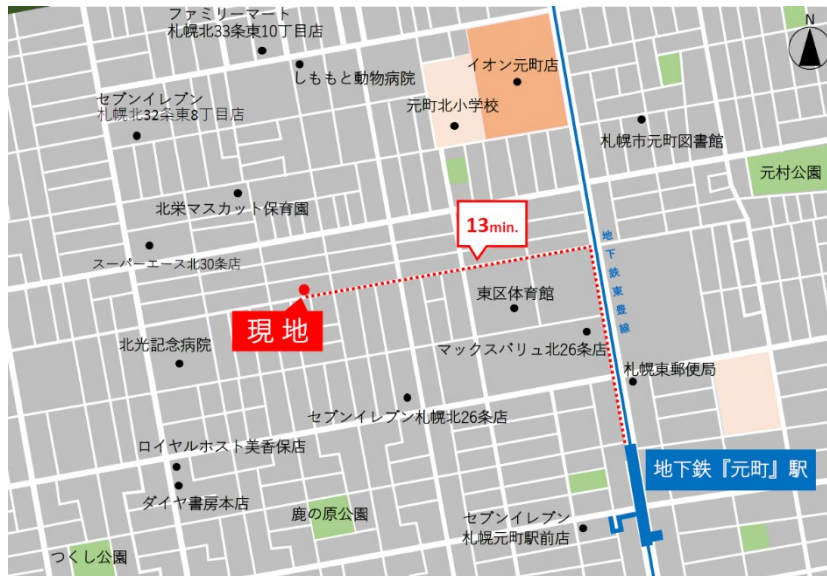 ファミリーマート
札幌北33条東10丁目店
N
しももと動物病院
イオン元町店
セブンイレブン
札幌北32条東8丁目店
元町北小学校
札幌市元町図書館
元村公園
北栄マスカット保育園
13min.
地下鉄東豊線
スーパーエース北30条店
東区体育館
現地
北光記念病院
マックスバリュ北26条店
札幌東郵便局
セブンイレブン札幌北26条店
ロイヤルホスト美香保店
地下鉄『元町』駅
ダイヤ書房本店
鹿の原公園
セブンイレブン
札幌元町駅前店
つくし公園